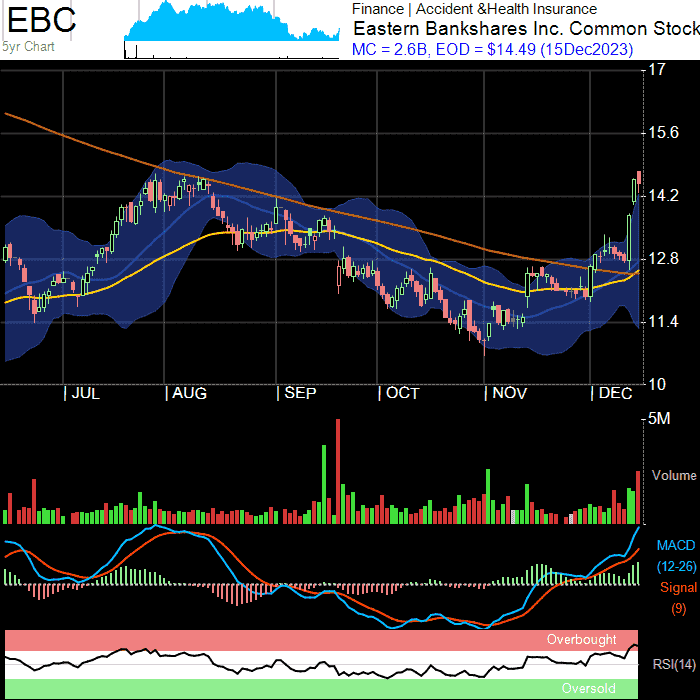 EBC
5yr Chart
Finance | Accident &Health Insurance
Eastern Bankshares Inc. Common Stock
MC = 2.6B, EOD = $14.49 (15Dec2023)
17
15.6
14.2
12.8
11.4
10
| JUL | AUG | SEP | OCT | NOV | DEC
5M
Volume
MACD
(12-26)
Signal
(9)
Overbought
RSI(14)
Oversold